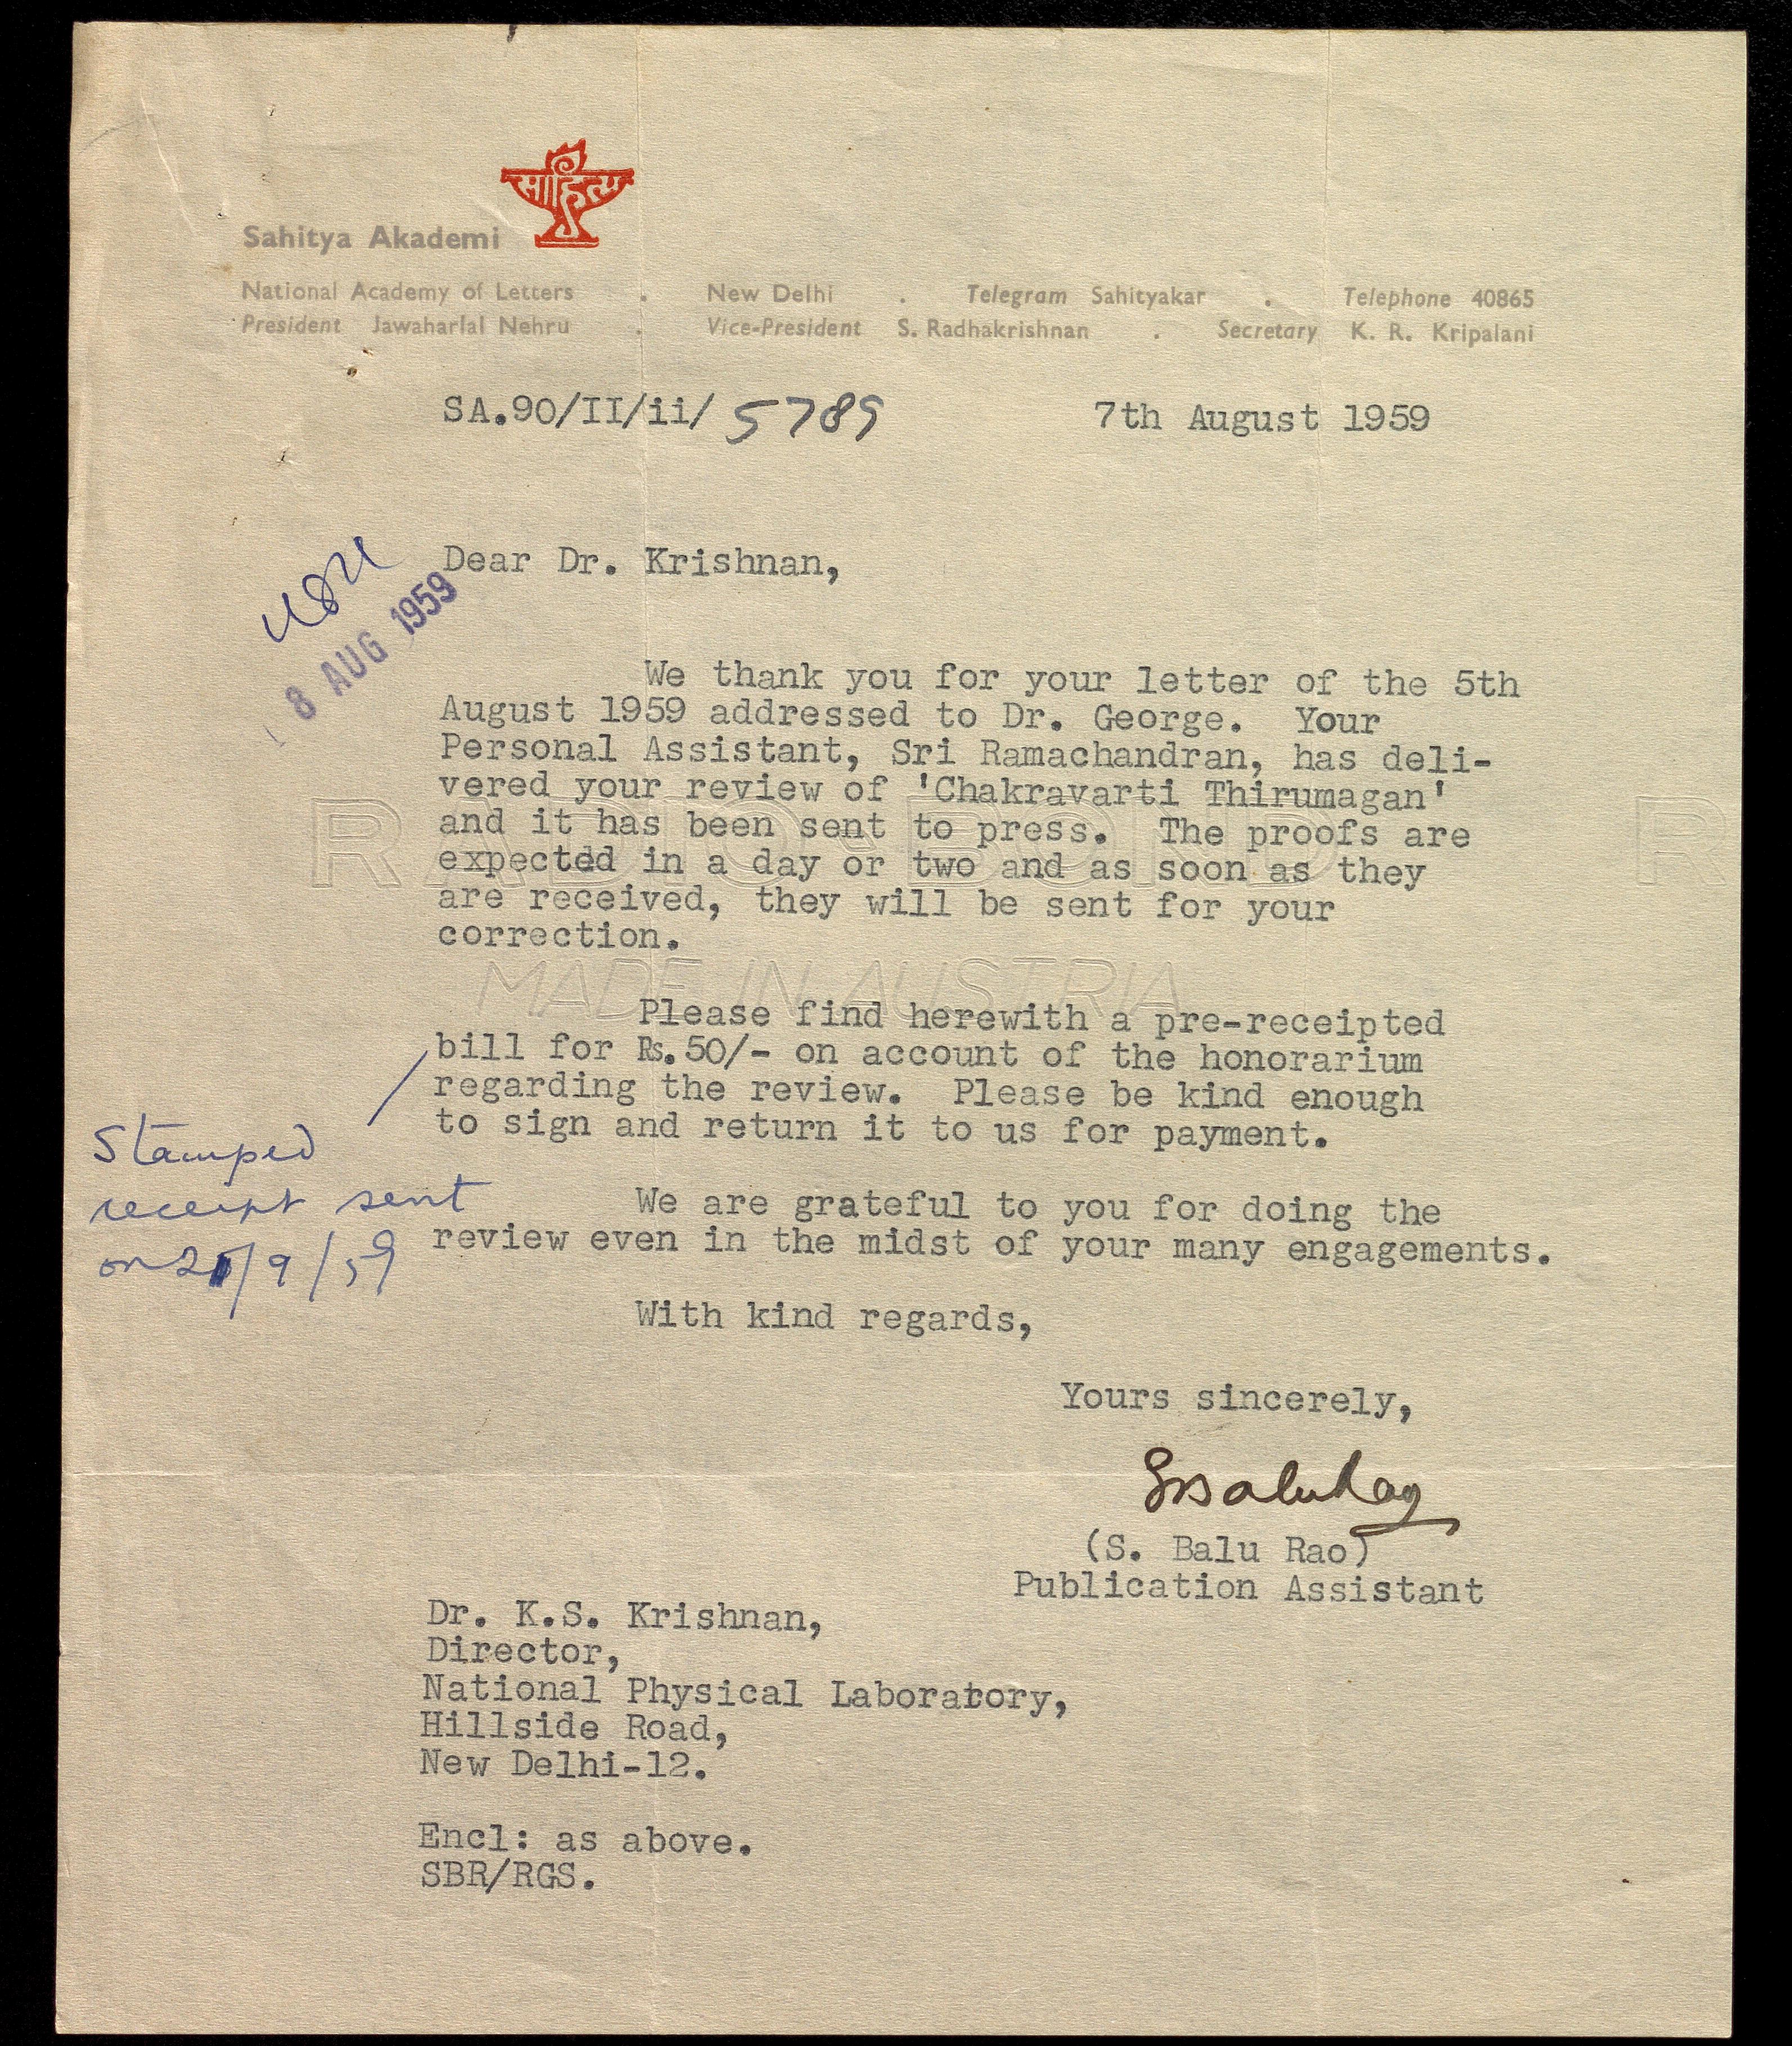 साहित्य
Sahitya Akademi
National Academy of Letters . New Delhi . Telegram Sahityakar . Telephone 40865
President Jawaharlal Nehru . Vice-President S. Radhakrishnan . Secretary K. R. Kripalani
SA.90/II/ii/ 5789 7th August 1959
Dear Dr. Krishnan,
8 AUG 1959
We thank you for your letter of the 5th
August 1959 addressed to Dr. George. Your
Personal Assistant, Sri Ramachandran, has deli-
vered your review of 'Chakravarti Thirumagan'
and it has been sent to press. The proofs are
expectdd in a day or two and as soon as they
are received, they will be sent for your
correction.
RADIO BOND R
MADE IN AUSTRIA
Please find herewith a pre-receipted
bill for Rs.50/- on account of the honorarium
regarding the review. Please be kind enough
to sign and return it to us for payment.
Stamped
receipt sent
on /9/59
We are grateful to you for doing the
review even in the midst of your many engagements.
With kind regards,
Yours sincerely,
SBaluRao
(S. Balu Rao)
Publication Assistant
Dr. K.S. Krishnan,
Director,
National Physical Laboratory,
Hillside Road,
New Delhi-12.
Encl: as above.
SBR/RGS.